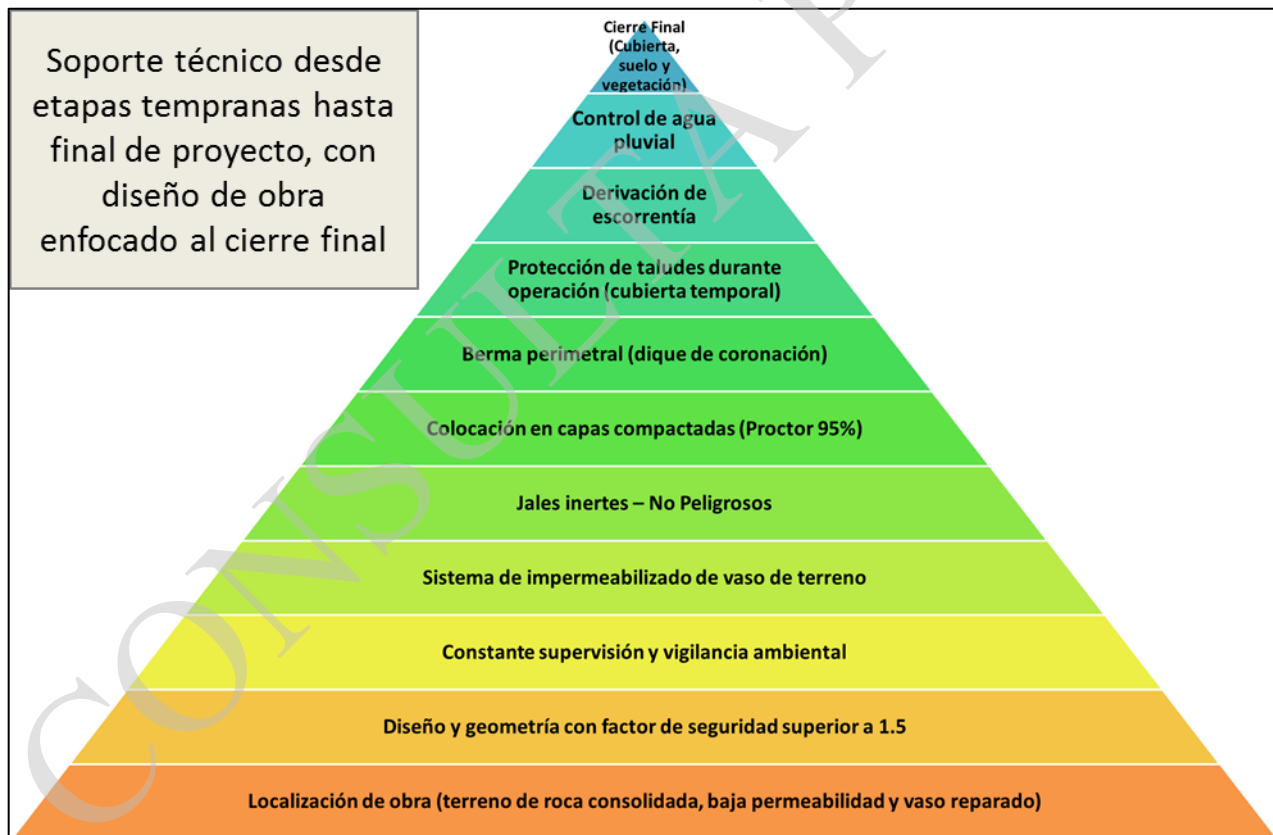 Soporte técnico desde
etapas tempranas hasta
final de proyecto, con
diseño de obra
enfocado al cierre final
Cierre Final
(Cubierta,
suelo y
vegetación)
Control de agua
pluvial
Derivación de
escorrentía
Protección de taludes durante
operación (cubierta temporal)
Berma perimetral (dique de coronación)
Colocación en capas compactadas (Proctor 95%)
Jales inertes – No Peligrosos
Sistema de impermeabilizado de vaso de terreno
Constante supervisión y vigilancia ambiental
Diseño y geometría con factor de seguridad superior a 1.5
Localización de obra (terreno de roca consolidada, baja permeabilidad y vaso reparado)
CONSULTA P